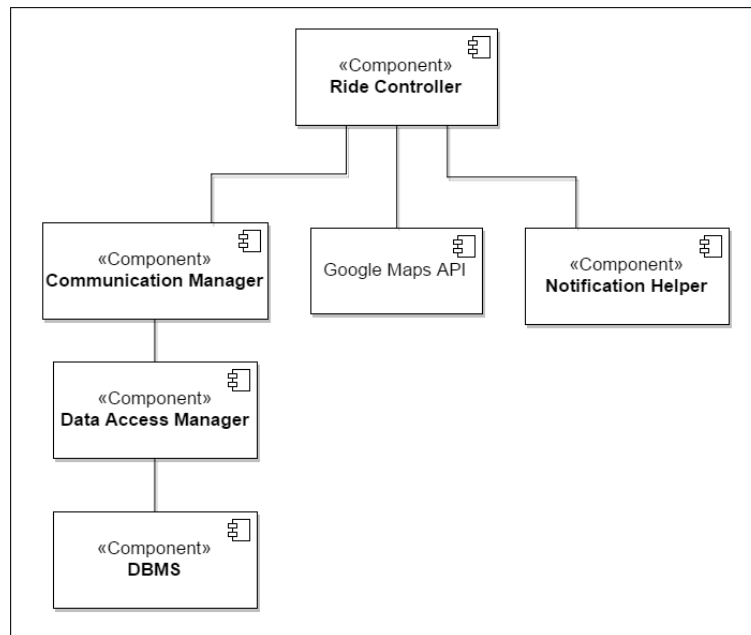 «Component»
Ride Controller
«Component»
Communication Manager
Google Maps API
«Component»
Notification Helper
«Component»
Data Access Manager
«Component»
DBMS